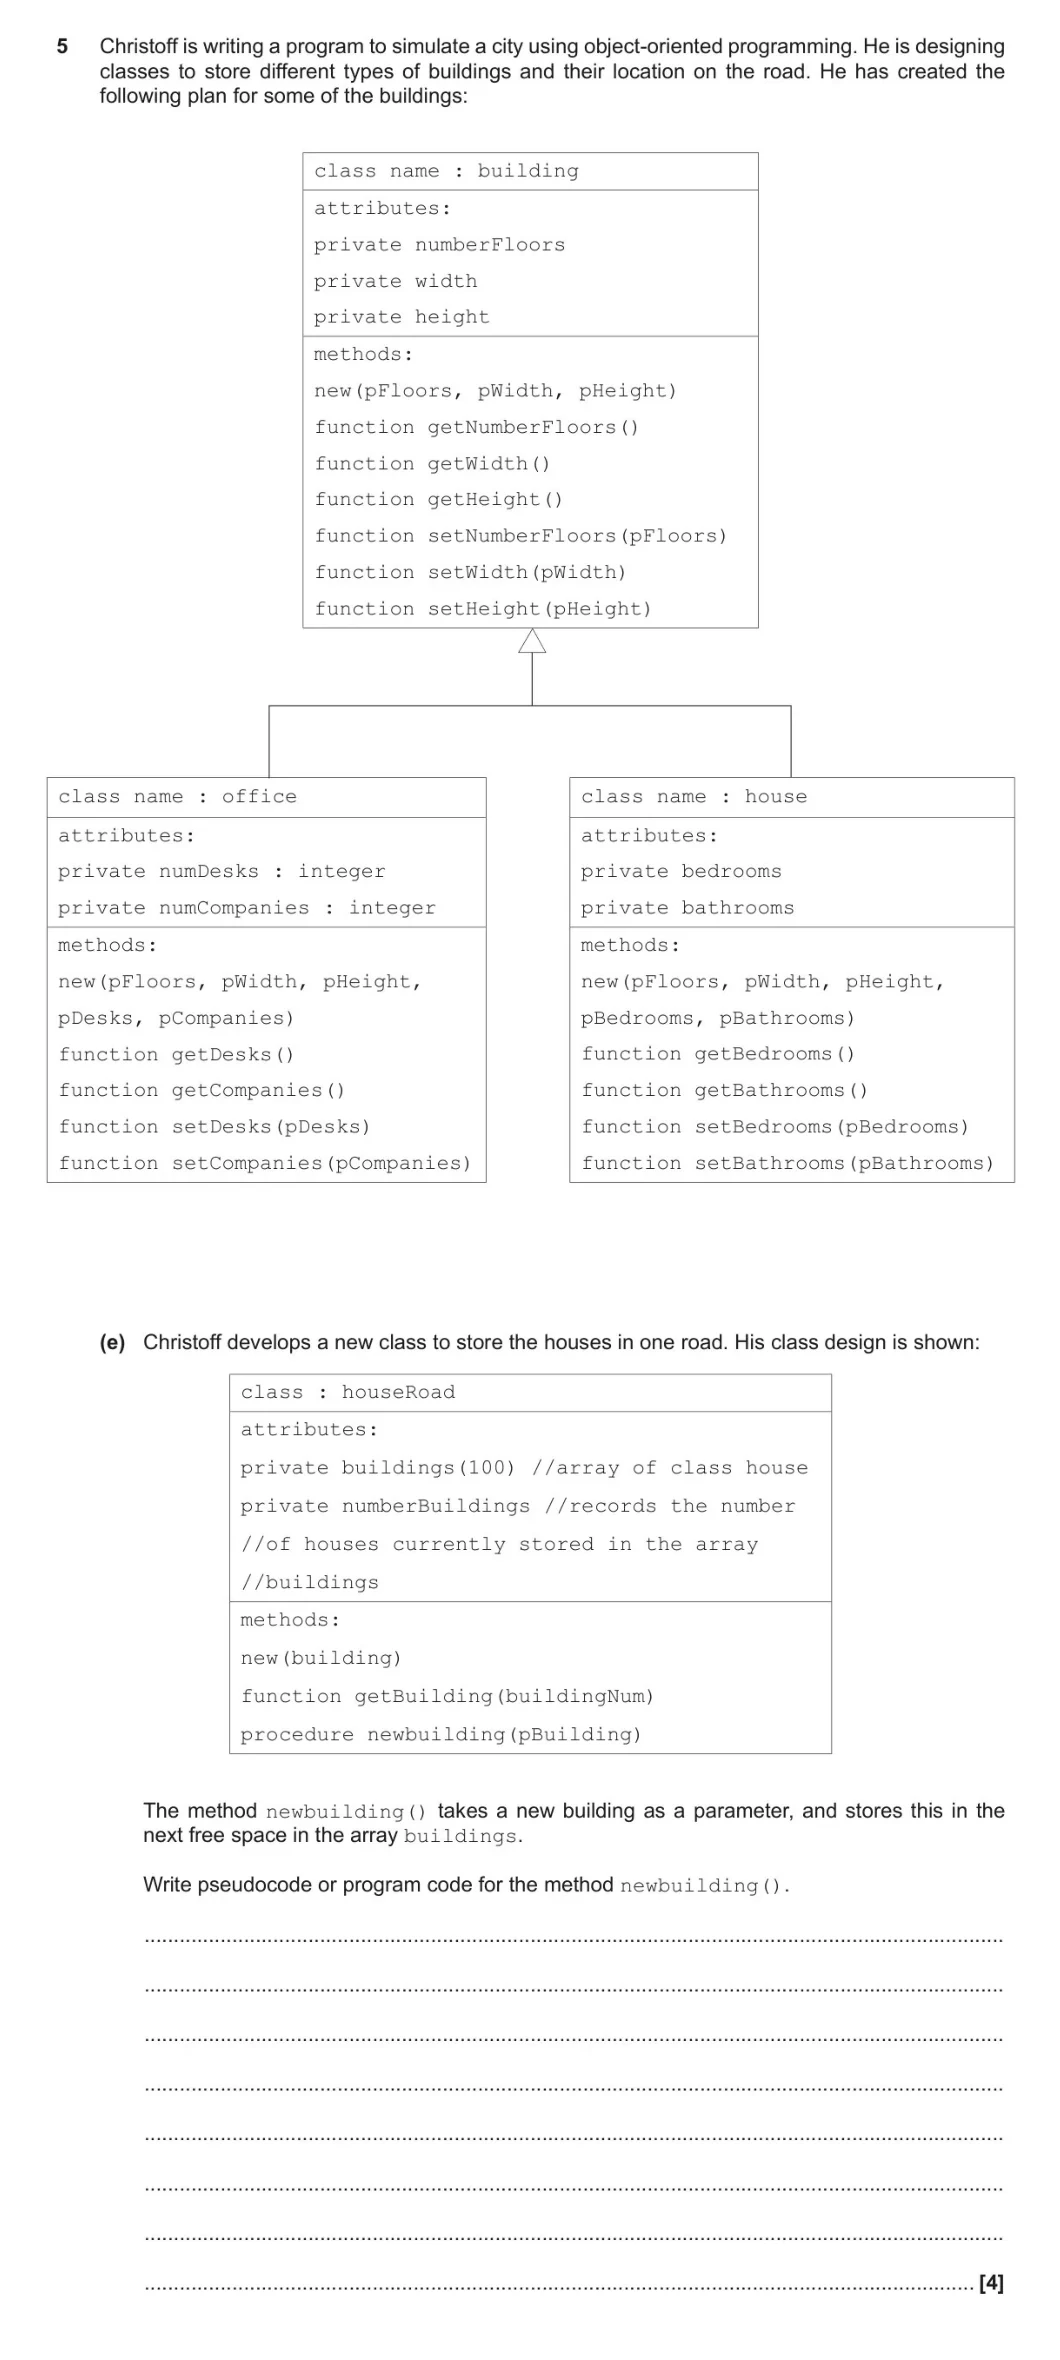 5 Christoff is writing a program to simulate a city using object-oriented programming. He is designing
classes to store different types of buildings and their location on the road. He has created the
following plan for some of the buildings:
class name : building
attributes:
private numberFloors
private width
private height
methods:
new(pFloors, pWidth, pHeight)
function getNumberFloors()
function getWidth()
function getHeight()
function setNumberFloors(pFloors)
function setWidth(pWidth)
function setHeight(pHeight)
class name : office
attributes:
private numDesks : integer
private numCompanies : integer
methods:
new(pFloors, pWidth, pHeight,
pDesks, pCompanies)
function getDesks()
function getCompanies()
function setDesks(pDesks)
function setCompanies(pCompanies)
class name : house
attributes:
private bedrooms
private bathrooms
methods:
new(pFloors, pWidth, pHeight,
pBedrooms, pBathrooms)
function getBedrooms()
function getBathrooms()
function setBedrooms(pBedrooms)
function setBathrooms(pBathrooms)
(e) Christoff develops a new class to store the houses in one road. His class design is shown:
class : houseRoad
attributes:
private buildings(100) //array of class house
private numberBuildings //records the number
//of houses currently stored in the array
//buildings
methods:
new(building)
function getBuilding(buildingNum)
procedure newbuilding(pBuilding)
The method newbuilding() takes a new building as a parameter, and stores this in the
next free space in the array buildings.
Write pseudocode or program code for the method newbuilding().
[4]